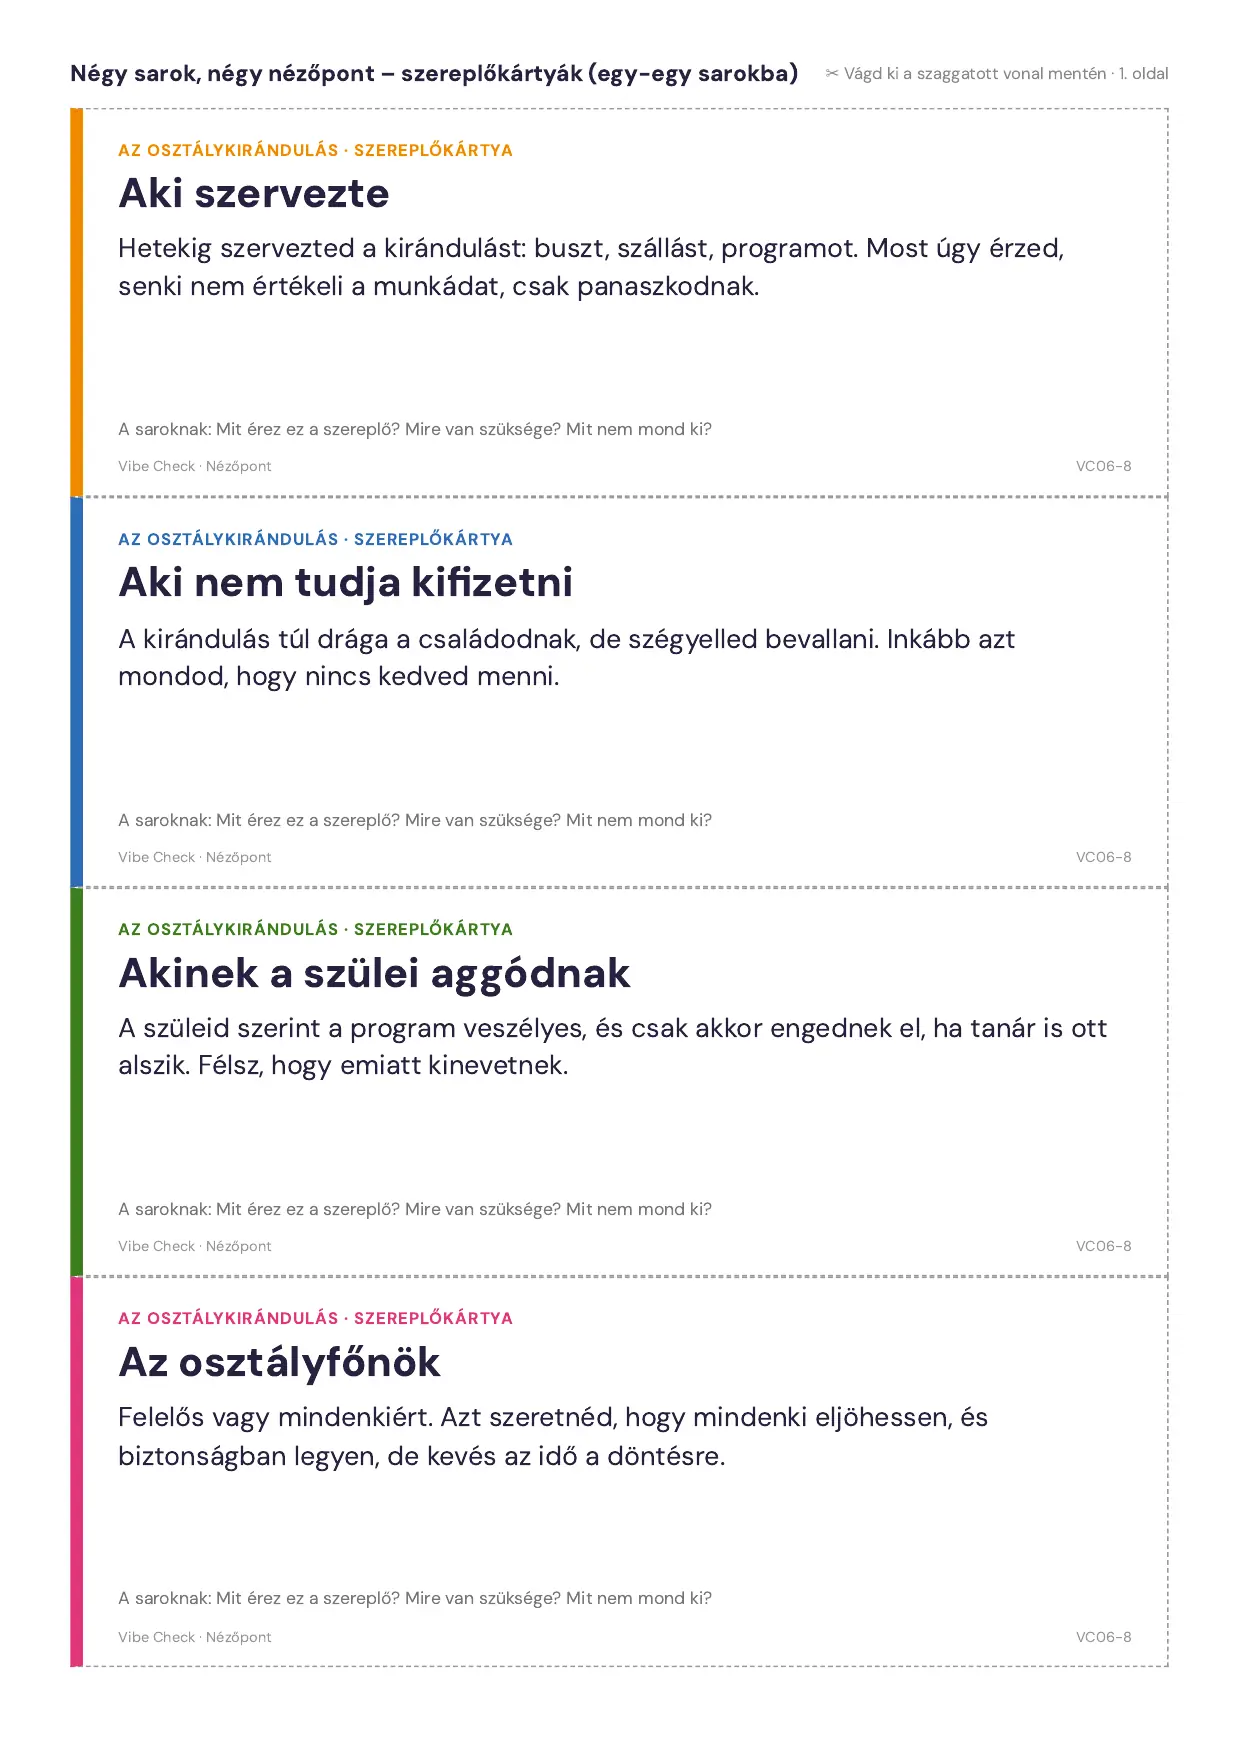 Négy sarok, négy nézőpont – szereplőkártyák (egy-egy sarokba)
✂ Vágd ki a szaggatott vonal mentén · 1. oldal
AZ OSZTÁLYKIRÁNDULÁS · SZEREPLŐKÁRTYA
Aki szervezte
Hetekig szervezted a kirándulást: buszt, szállást, programot. Most úgy érzed,
senki nem értékeli a munkádat, csak panaszkodnak.
A saroknak: Mit érez ez a szereplő? Mire van szüksége? Mit nem mond ki?
Vibe Check · Nézőpont
VC06-8
AZ OSZTÁLYKIRÁNDULÁS · SZEREPLŐKÁRTYA
Aki nem tudja kifizetni
A kirándulás túl drága a családodnak, de szégyelled bevallani. Inkább azt
mondod, hogy nincs kedved menni.
A saroknak: Mit érez ez a szereplő? Mire van szüksége? Mit nem mond ki?
Vibe Check · Nézőpont
VC06-8
AZ OSZTÁLYKIRÁNDULÁS · SZEREPLŐKÁRTYA
Akinek a szülei aggódnak
A szüleid szerint a program veszélyes, és csak akkor engednek el, ha tanár is ott
alszik. Félsz, hogy emiatt kinevetnek.
A saroknak: Mit érez ez a szereplő? Mire van szüksége? Mit nem mond ki?
Vibe Check · Nézőpont
VC06-8
AZ OSZTÁLYKIRÁNDULÁS · SZEREPLŐKÁRTYA
Az osztályfőnök
Felelős vagy mindenkiért. Azt szeretnéd, hogy mindenki eljöhessen, és
biztonságban legyen, de kevés az idő a döntésre.
A saroknak: Mit érez ez a szereplő? Mire van szüksége? Mit nem mond ki?
Vibe Check · Nézőpont
VC06-8